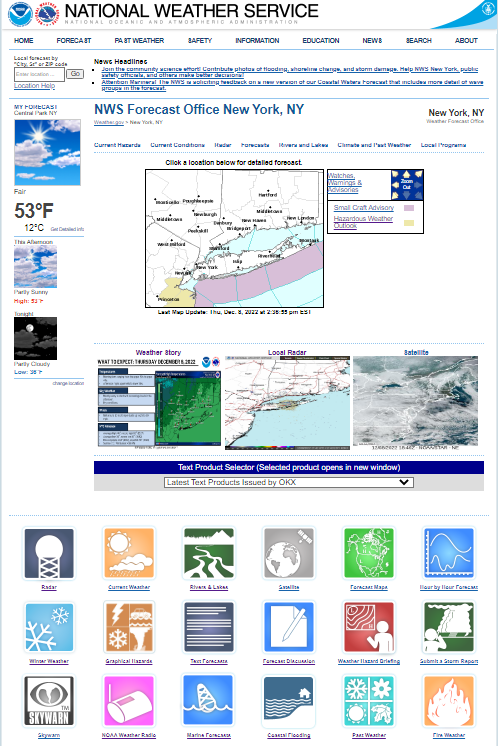 NATIONAL WEATHER SERVICE
NATIONAL OCEANIC AND ATMOSPHERIC ADMINISTRATION
HOME FORECAST PAST WEATHER SAFETY INFORMATION EDUCATION NEWS SEARCH ABOUT
Local forecast by
"City, St" or ZIP code
Enter location ... Go
Location Help
News Headlines
Join the community science effort! Contribute photos of flooding, shoreline change, and storm damage. Help NWS New York, public
safety officials, and others make better decisions!
Attention Mariners! The NWS is soliciting feedback on a new version of our Coastal Waters Forecast that includes more detail of wave
groups in the forecast.
MY FORECAST
Central Park NY
Fair
53°F
12°C
Get Detailed info
This Afternoon
Partly Sunny
High: 53°F
Tonight
Partly Cloudy
Low: 38°F
change location
NWS Forecast Office New York, NY
Weather.gov > New York, NY
New York, NY
Weather Forecast Office
Current Hazards Current Conditions Radar Forecasts Rivers and Lakes Climate and Past Weather Local Programs
Click a location below for detailed forecast.
Monticello
Poughkeepsie
Hartford
Middletown
Newburgh
Middletown
Danbury
New Haven
New London
Peekskill
Bridgeport
West Milford
Stamford
Montauk
Riverhead
Islip
New York
Newark
Princeton
Watches,
Warnings &
Advisories
Zoom
Out
Small Craft Advisory
Hazardous Weather
Outlook
Last Map Update: Thu, Dec. 8, 2022 at 2:36:55 pm EST
Weather Story
Local Radar
Satellite
WHAT TO EXPECT: THURSDAY DECEMBER 8, 2022
Text Product Selector (Selected product opens in new window)
Latest Text Products Issued by OKX
Radar
Current Weather
Rivers & Lakes
Satellite
Forecast Maps
Hour by Hour Forecast
Winter Weather
Graphical Hazards
Text Forecasts
Forecast Discussion
Weather Hazard Briefing
Submit a Storm Report
SKYWARN
TM
Skywarn
NOAA Weather Radio
Marine Forecasts
Coastal Flooding
Past Weather
Fire Weather